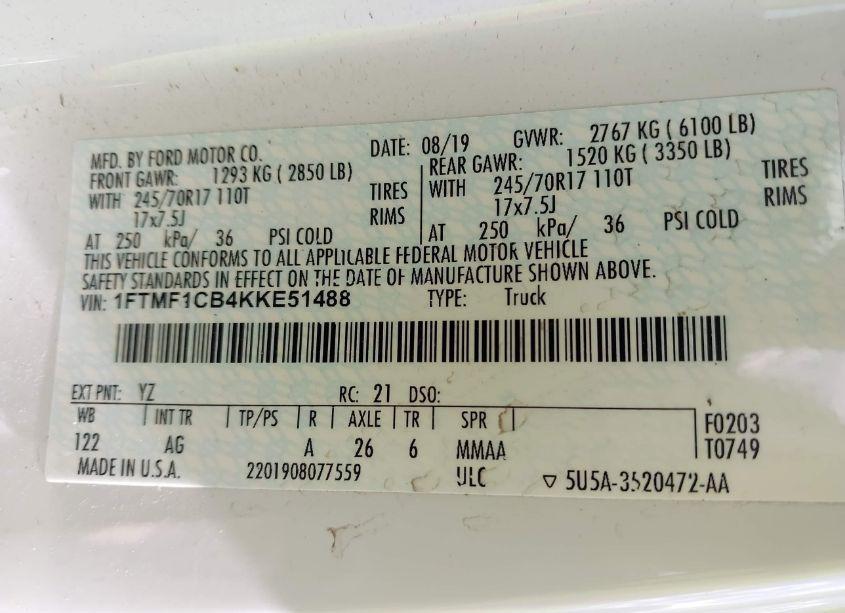 MFD. BY FORD MOTOR CO. DATE: 08/19 GVWR: 2767 KG ( 6100 LB)
FRONT GAWR: 1293 KG ( 2850 LB) REAR GAWR: 1520 KG ( 3350 LB)
WITH 245/70R17 110T TIRES WITH 245/70R17 110T TIRES
17x7.5J RIMS 17x7.5J RIMS
AT 250 kPa/ 36 PSI COLD AT 250 kPa/ 36 PSI COLD
THIS VEHICLE CONFORMS TO ALL APPLICABLE FEDERAL MOTOR VEHICLE
SAFETY STANDARDS IN EFFECT ON THE DATE OF MANUFACTURE SHOWN ABOVE.
VIN: 1FTMF1CB4KKE51488 TYPE: Truck
EXT PNT: YZ RC: 21 DSO:
WB INT TR TP/PS R AXLE TR SPR F0203
122 AG A 26 6 MMAA T0749
MADE IN U.S.A. 2201908077559 ULC ▽ 5U5A-3520472-AA